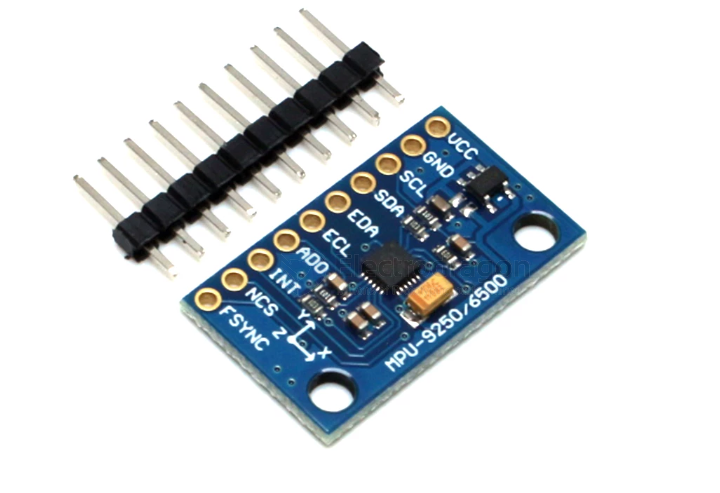 VCC
GND
SCL
SDA
EDA
ECL
ADO
INT
NCS
FSYNC
Y
Z
X
MPU-9250/6500